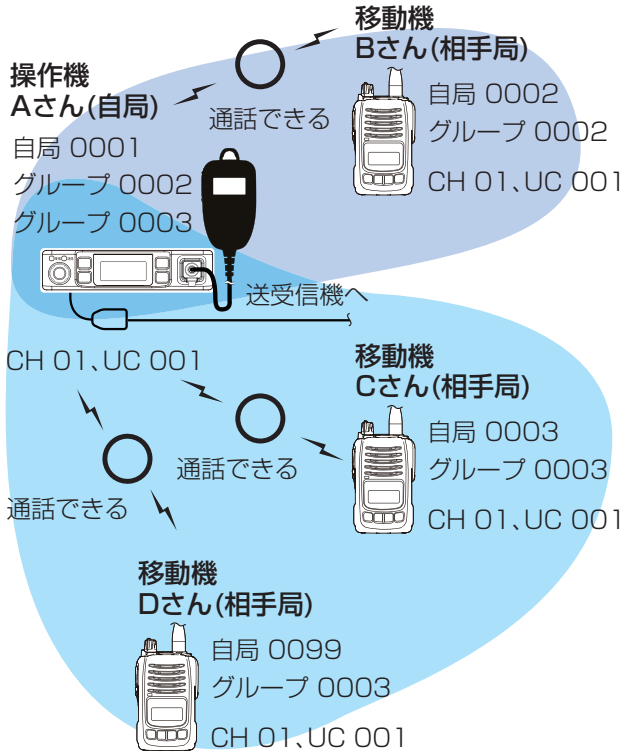 操作機
Aさん(自局)
自局 0001
グループ 0002
グループ 0003
通話できる
移動機
Bさん(相手局)
自局 0002
グループ 0002
CH 01、UC 001
送受信機へ
CH 01、UC 001
通話できる
移動機
Cさん(相手局)
自局 0003
グループ 0003
CH 01、UC 001
通話できる
移動機
Dさん(相手局)
自局 0099
グループ 0003
CH 01、UC 001